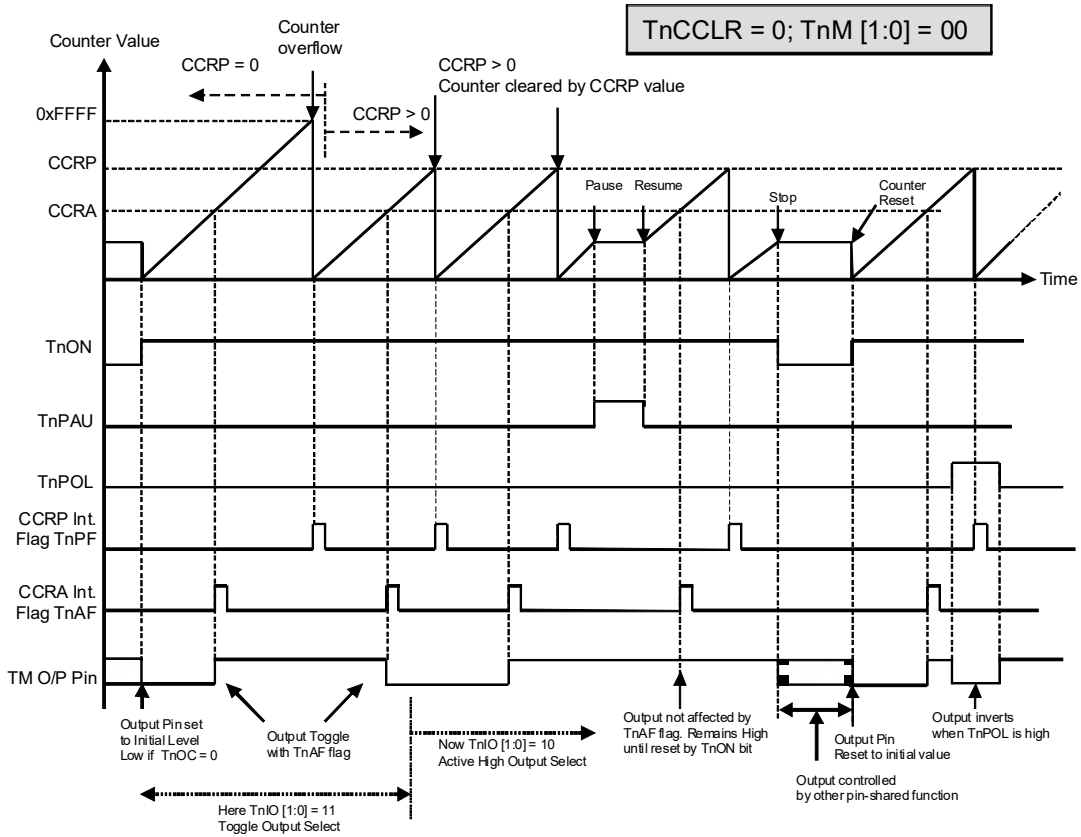 TnCCLR = 0; TnM [1:0] = 00
Counter Value
Counter
overflow
CCRP = 0
CCRP > 0
CCRP > 0
Counter cleared by CCRP value
0xFFFF
CCRP
CCRA
Pause
Resume
Stop
Counter
Reset
Time
TnON
TnPAU
TnPOL
CCRP Int.
Flag TnPF
CCRA Int.
Flag TnAF
TM O/P Pin
Output Pin set
to Initial Level
Low if TnOC = 0
Output Toggle
with TnAF flag
Now TnIO [1:0] = 10
Active High Output Select
Here TnIO [1:0] = 11
Toggle Output Select
Output not affected by
TnAF flag. Remains High
until reset by TnON bit
Output Pin
Reset to initial value
Output controlled
by other pin-shared function
Output inverts
when TnPOL is high